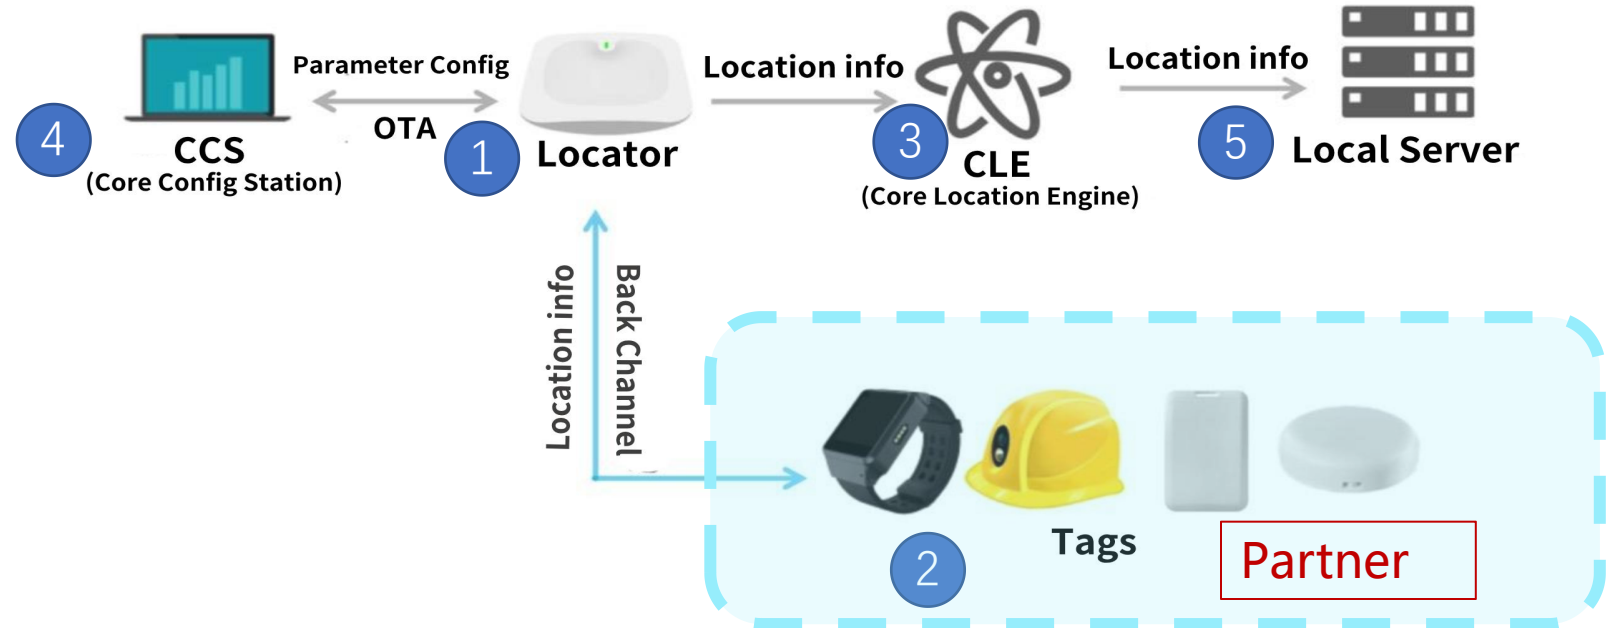 Parameter Config
OTA
4
CCS
(Core Config Station)
1
Locator
Location info
3
CLE
(Core Location Engine)
Location info
5
Local Server
Location info
Back Channel
Tags
2
Partner